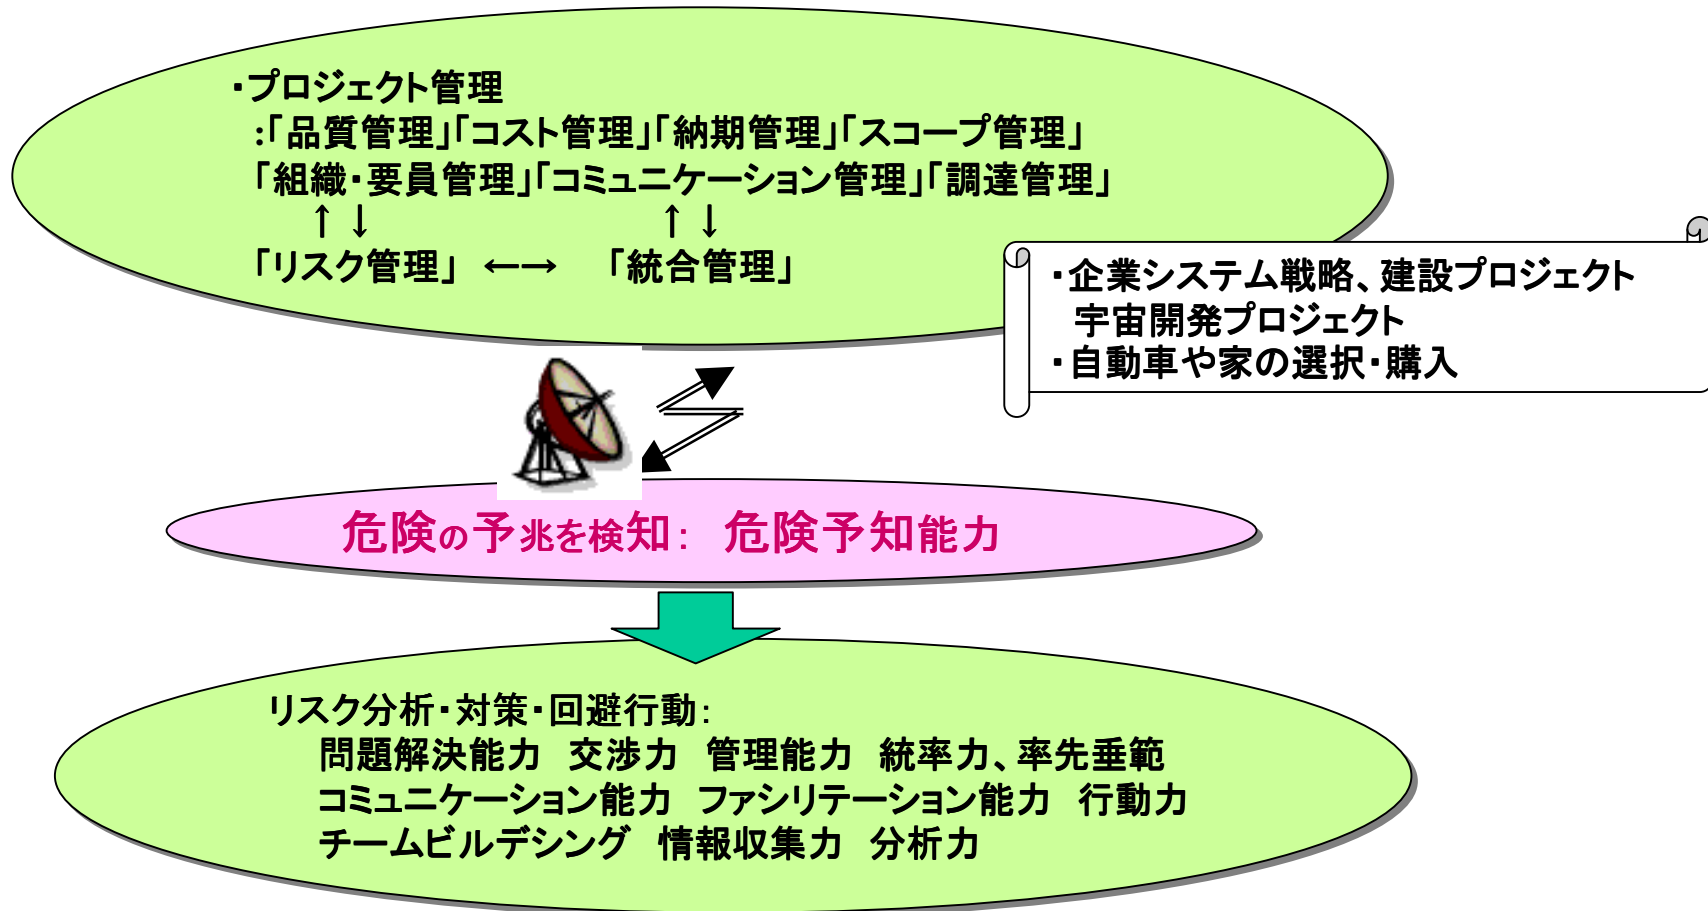 ・プロジェクト管理
:「品質管理」「コスト管理」「納期管理」「スコープ管理」
「組織・要員管理」「コミュニケーション管理」「調達管理」
↑↓ ↑↓
「リスク管理」 ←→ 「統合管理」
・企業システム戦略、建設プロジェクト
宇宙開発プロジェクト
・自動車や家の選択・購入
危険の予兆を検知: 危険予知能力
リスク分析・対策・回避行動:
問題解決能力 交渉力 管理能力 統率力、率先垂範
コミュニケーション能力 ファシリテーション能力 行動力
チームビルデシング 情報収集力 分析力